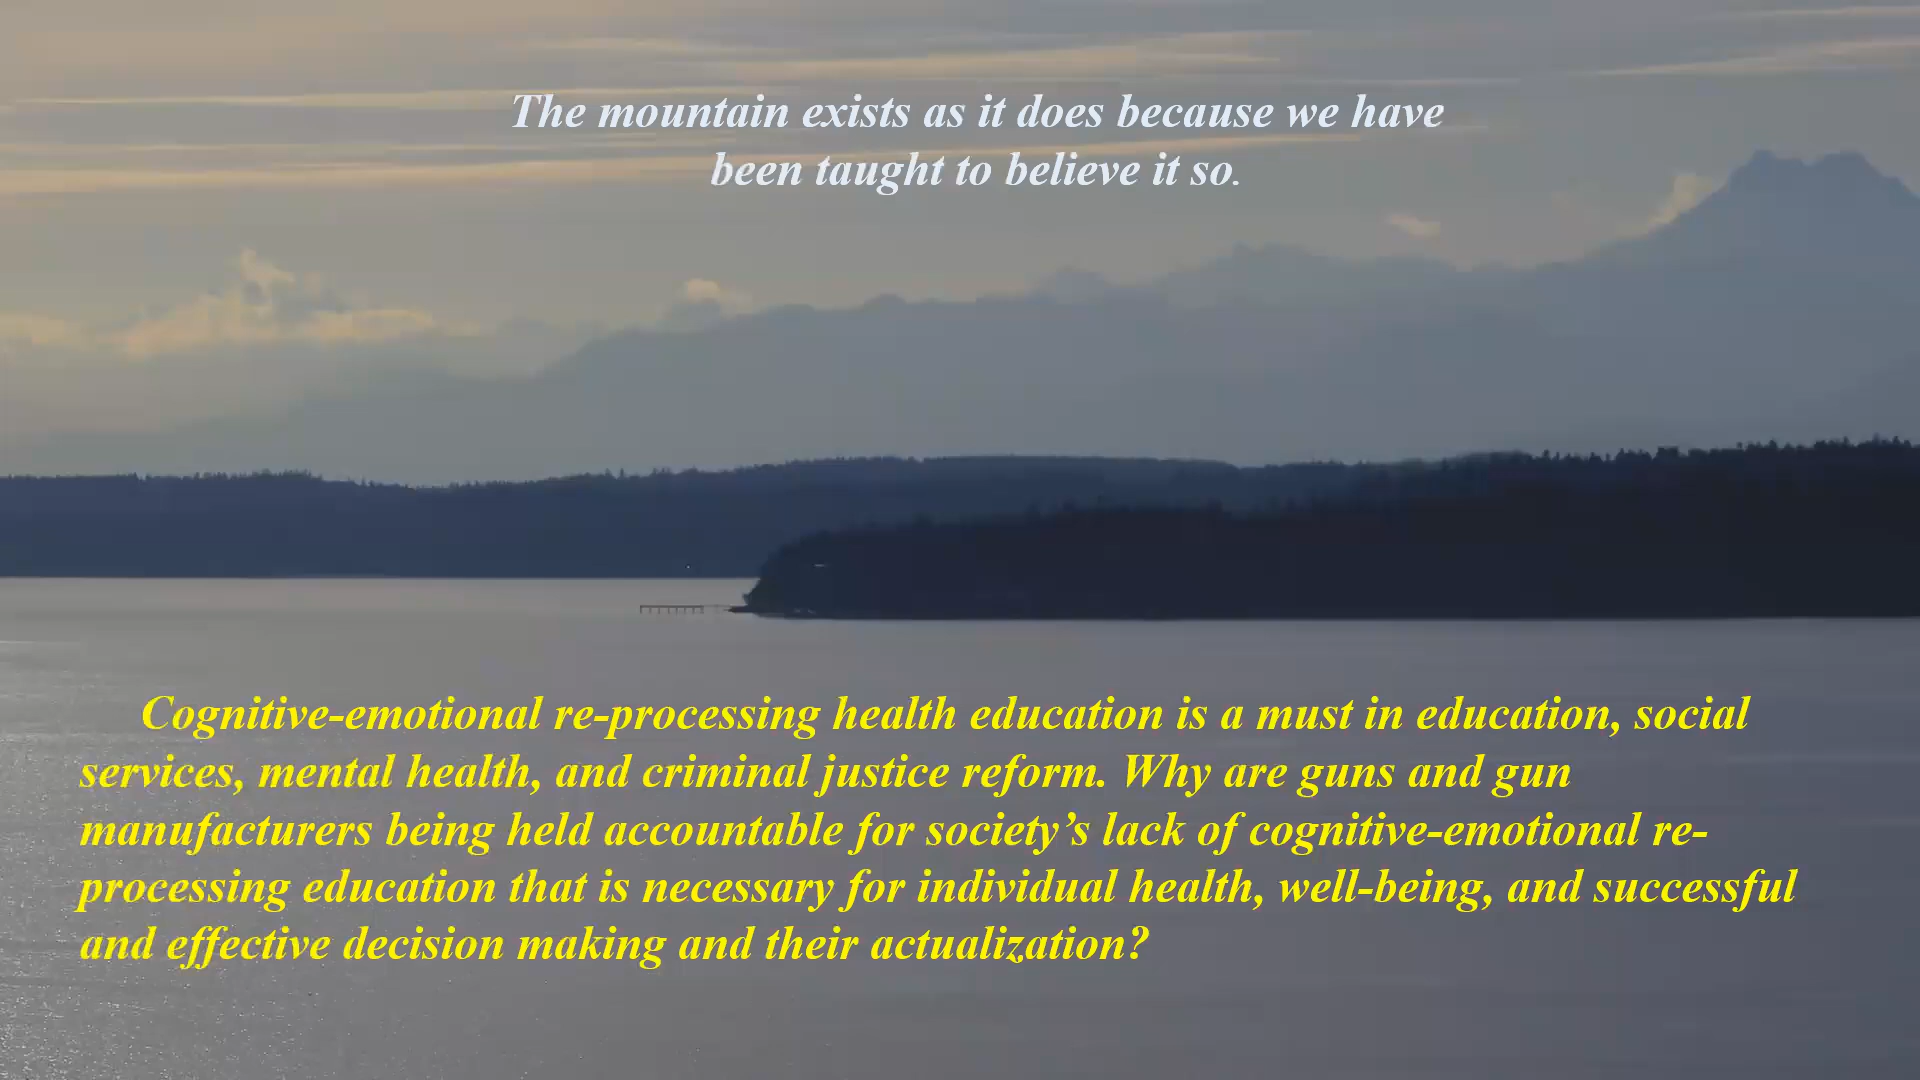 The mountain exists as it does because we have
been taught to believe it so.
Cognitive-emotional re-processing health education is a must in education, social
services, mental health, and criminal justice reform. Why are guns and gun
manufacturers being held accountable for society’s lack of cognitive-emotional re-
processing education that is necessary for individual health, well-being, and successful
and effective decision making and their actualization?